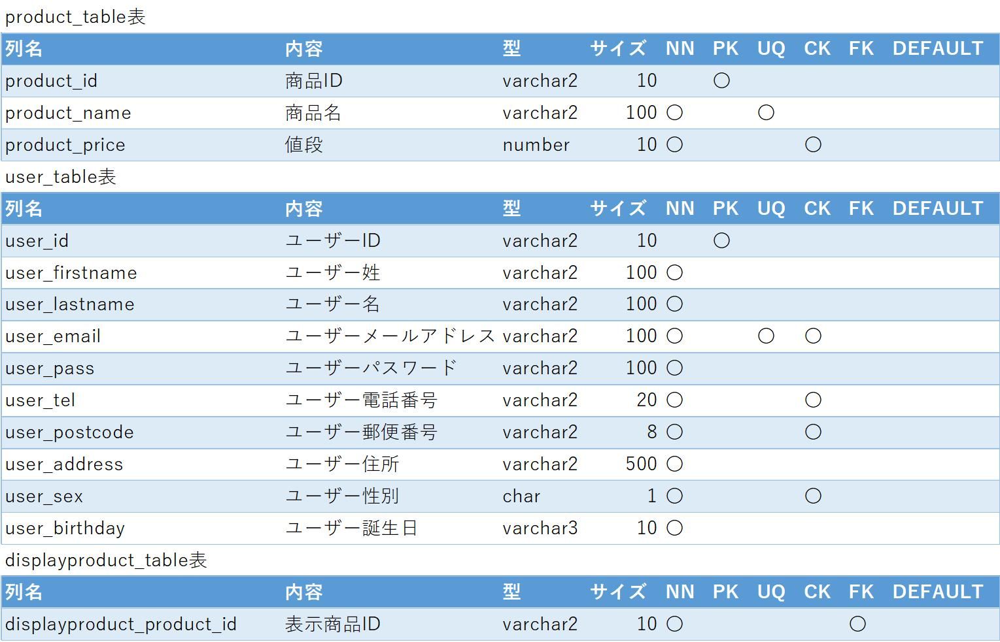 product_table表
列名 内容 型 サイズ NN PK UQ CK FK DEFAULT
product_id 商品ID varchar2 10 〇
product_name 商品名 varchar2 100 〇 〇
product_price 値段 number 10 〇 〇
user_table表
列名 内容 型 サイズ NN PK UQ CK FK DEFAULT
user_id ユーザーID varchar2 10 〇
user_firstname ユーザー姓 varchar2 100 〇
user_lastname ユーザー名 varchar2 100 〇
user_email ユーザーメールアドレス varchar2 100 〇 〇 〇
user_pass ユーザーパスワード varchar2 100 〇
user_tel ユーザー電話番号 varchar2 20 〇 〇
user_postcode ユーザー郵便番号 varchar2 8 〇 〇
user_address ユーザー住所 varchar2 500 〇
user_sex ユーザー性別 char 1 〇 〇
user_birthday ユーザー誕生日 varchar3 10 〇
displayproduct_table表
列名 内容 型 サイズ NN PK UQ CK FK DEFAULT
displayproduct_product_id 表示商品ID varchar2 10 〇 〇